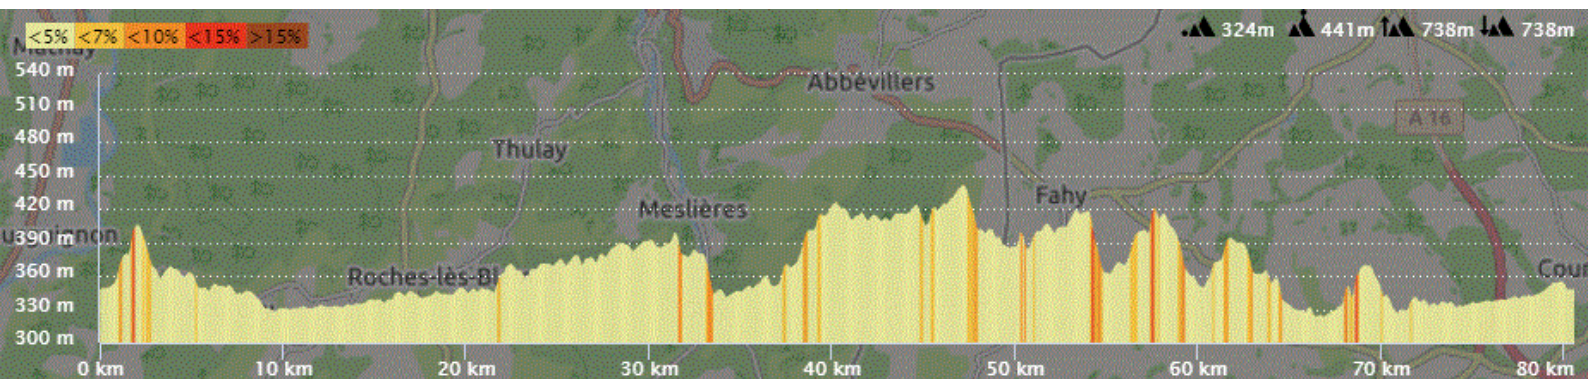 <5% <7% <10% <15% >15%
324m 441m 738m 738m
540 m
Abbévillers
510 m
A 16
480 m
Thulay
450 m
420 m
Meslières
Fahy
390 m
360 m
Roches-lès-Bl
330 m
300 m
0 km 10 km 20 km 30 km 40 km 50 km 60 km 70 km 80 km